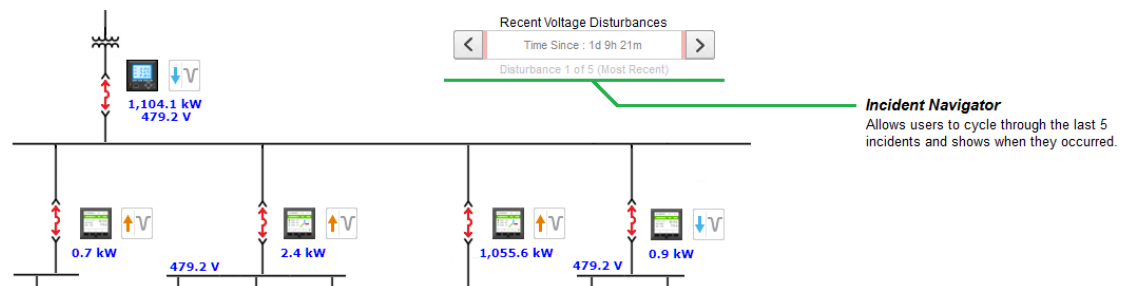 Recent Voltage Disturbances
Time Since : 1d 9h 21m
Disturbance 1 of 5 (Most Recent)
1,104.1 kW
479.2 V
Incident Navigator
Allows users to cycle through the last 5
incidents and shows when they occurred.
0.7 kW
2.4 kW
1,055.6 kW
0.9 kW
479.2 V
479.2 V